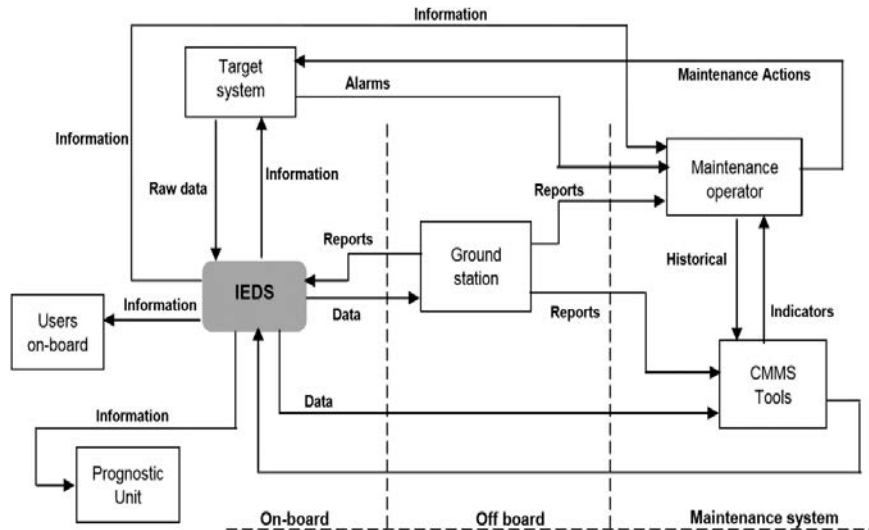 Information
Target
system
Alarms
Maintenance Actions
Information
Raw data
Information
Maintenance
operator
Reports
Reports
Ground
station
Historical
IEDS
Information
Data
Reports
Indicators
Users
on-board
CMMS
Tools
Data
Information
Prognostic
Unit
On-board
Off board
Maintenance system